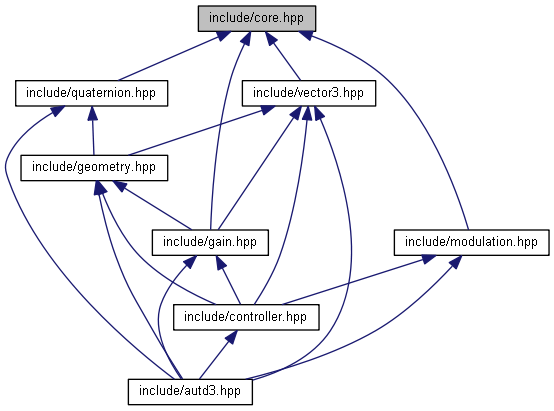 include/core.hpp
include/quaternion.hpp
include/vector3.hpp
include/geometry.hpp
include/gain.hpp
include/modulation.hpp
include/controller.hpp
include/autd3.hpp